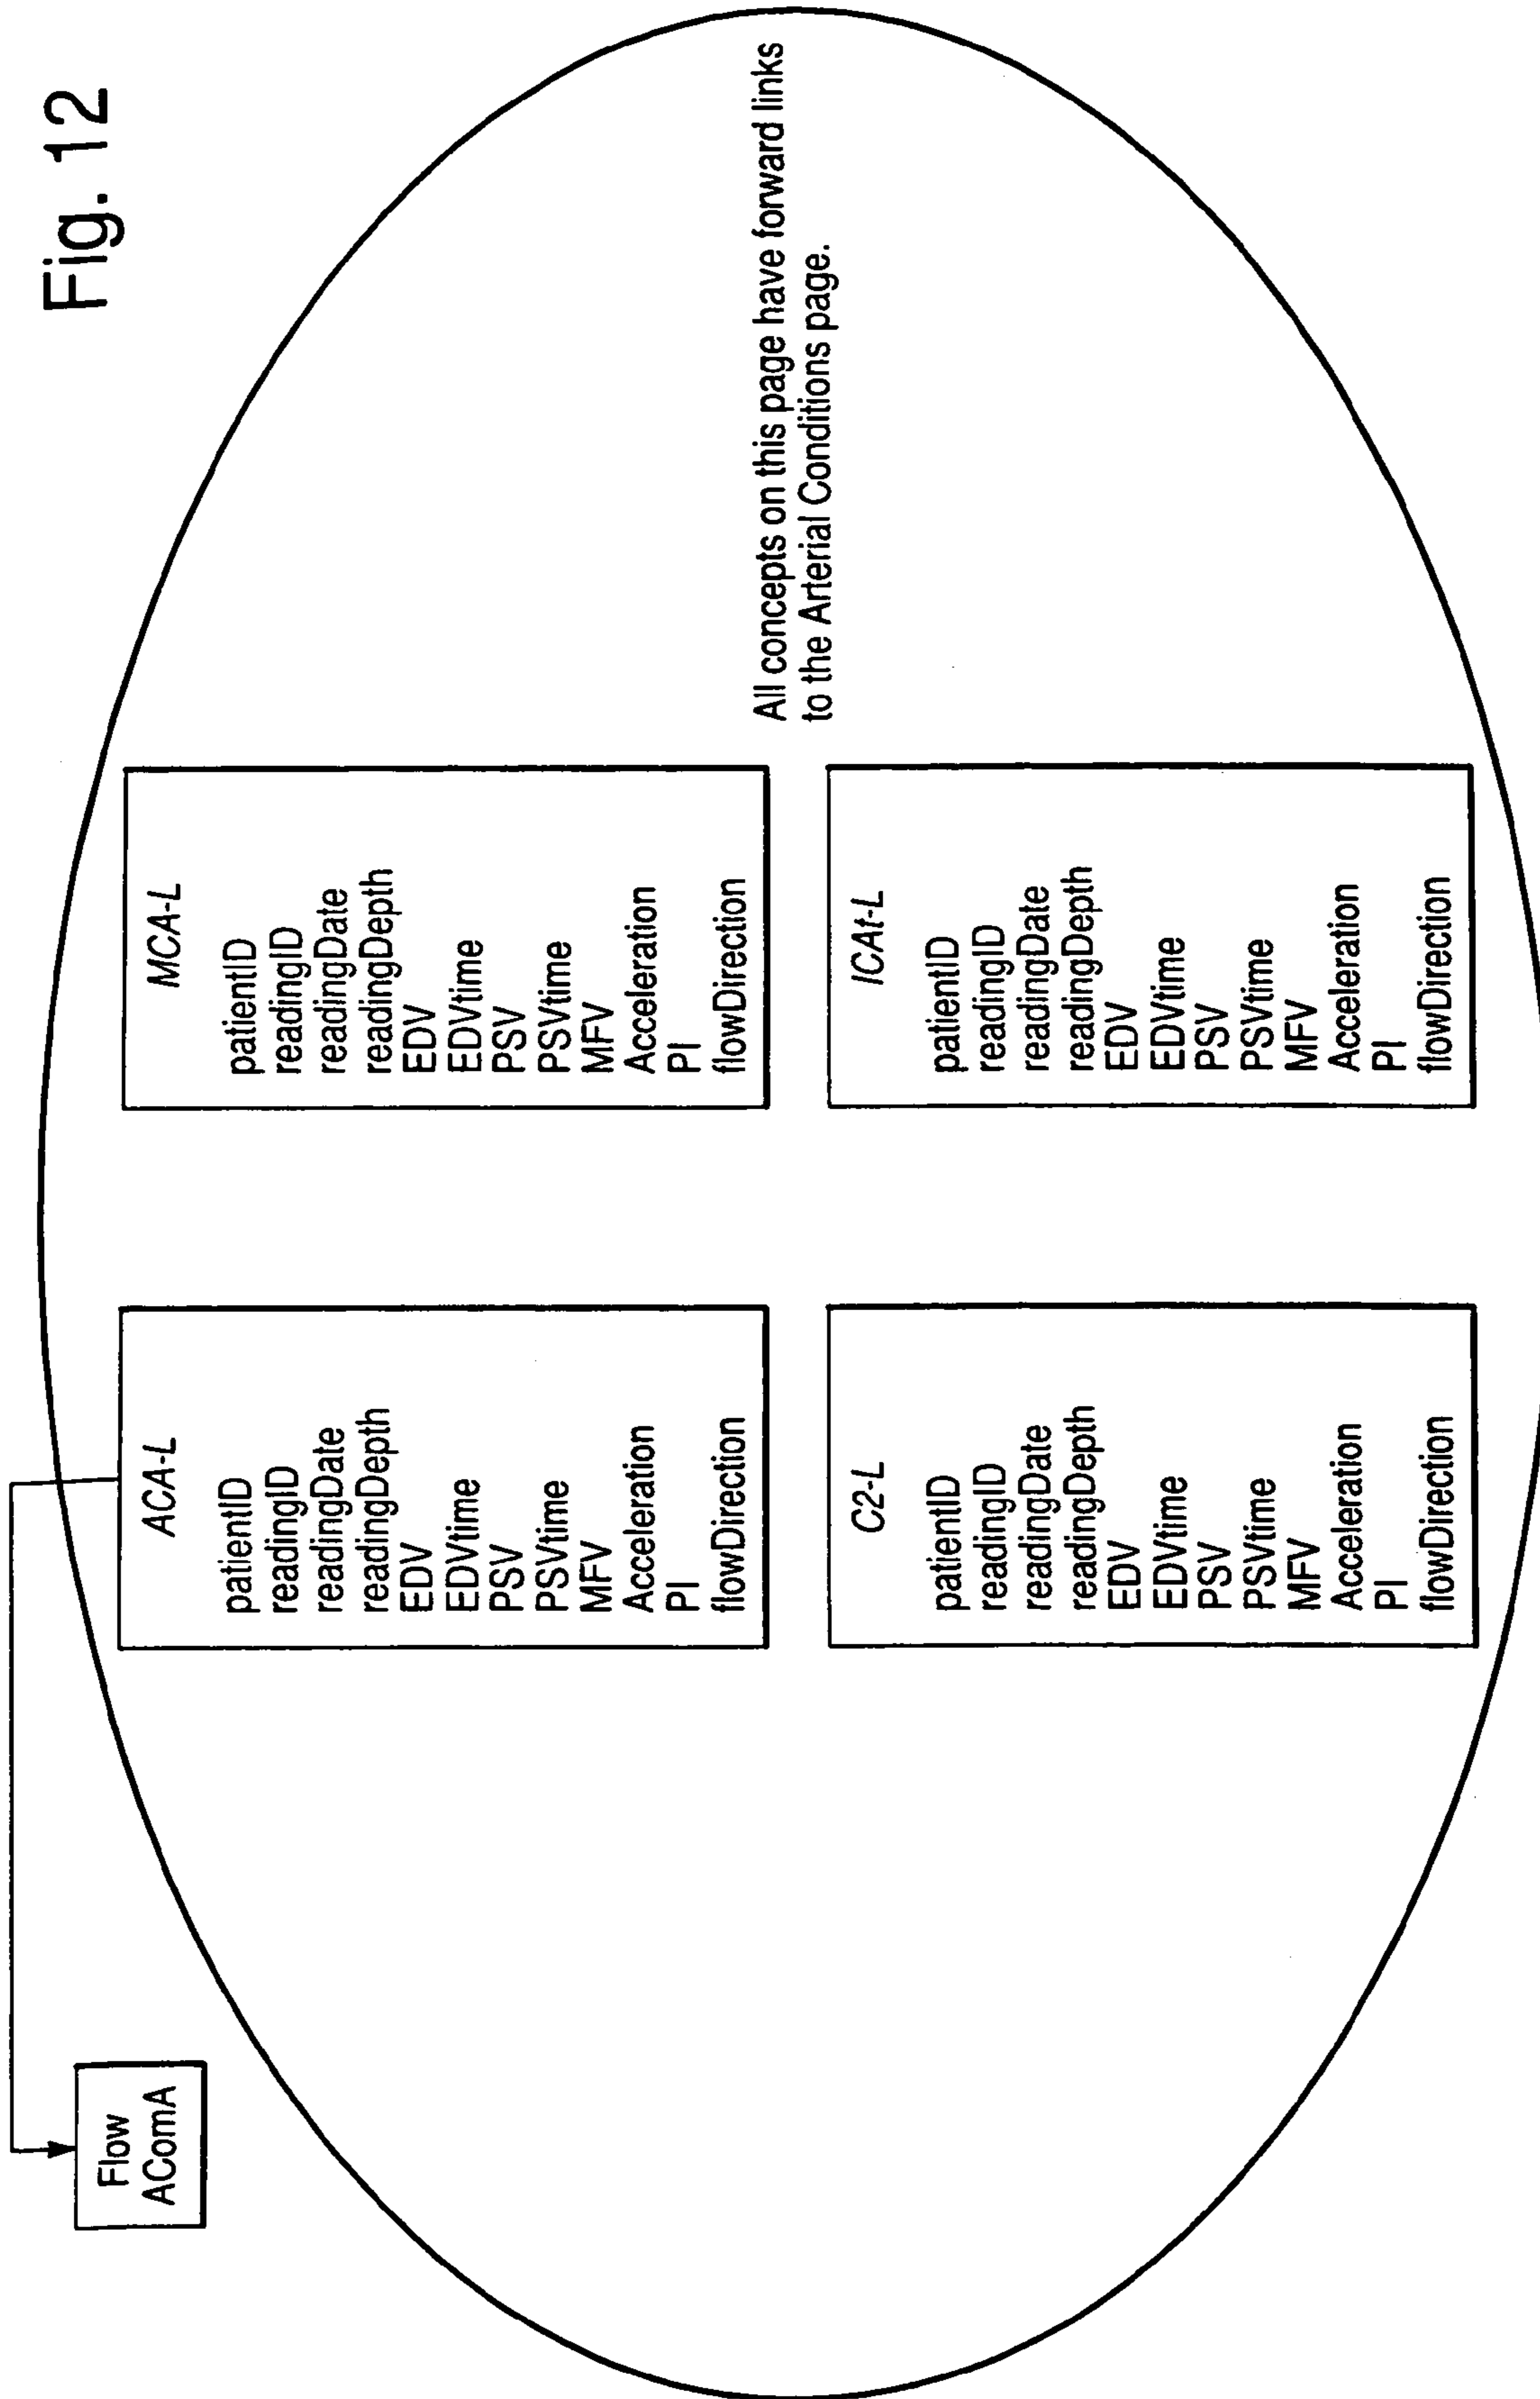 Fig. 12
Flow
AComA
ACA-L
patientID
readingID
readingDate
readingDepth
EDV
EDVtime
PSV
PSVtime
MFV
Acceleration
PI
flowDirection
MCA-L
patientID
readingID
readingDate
readingDepth
EDV
EDVtime
PSV
PSVtime
MFV
Acceleration
PI
flowDirection
C2-L
patientID
readingID
readingDate
readingDepth
EDV
EDVtime
PSV
PSVtime
MFV
Acceleration
PI
flowDirection
ICAt-L
patientID
readingID
readingDate
readingDepth
EDV
EDVtime
PSV
PSVtime
MFV
Acceleration
PI
flowDirection
All concepts on this page have forward links
to the Arterial Conditions page.